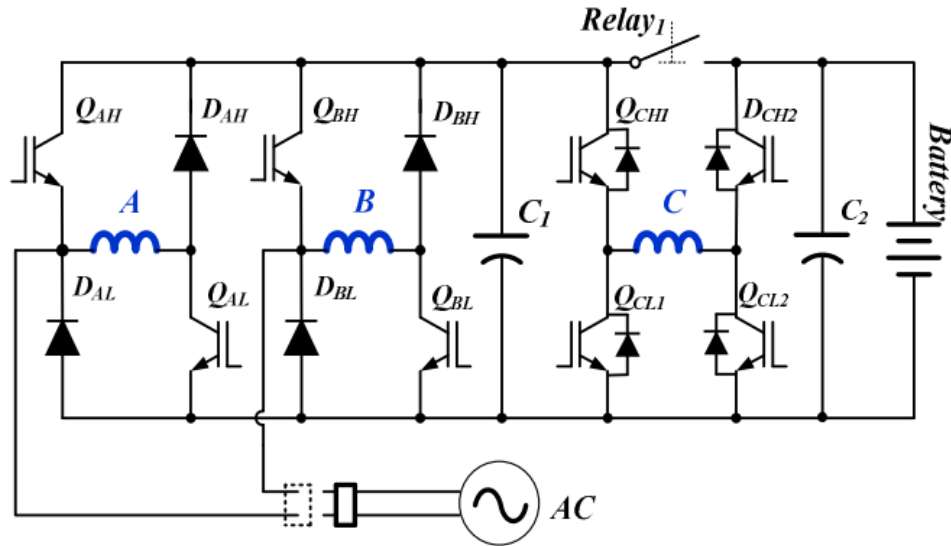 Relay1
QAH
DAH
QBH
DBH
QCH1
DCH2
Battery
A
B
C1
C
C2
DAL
QAL
DBL
QBL
QCL1
QCL2
AC